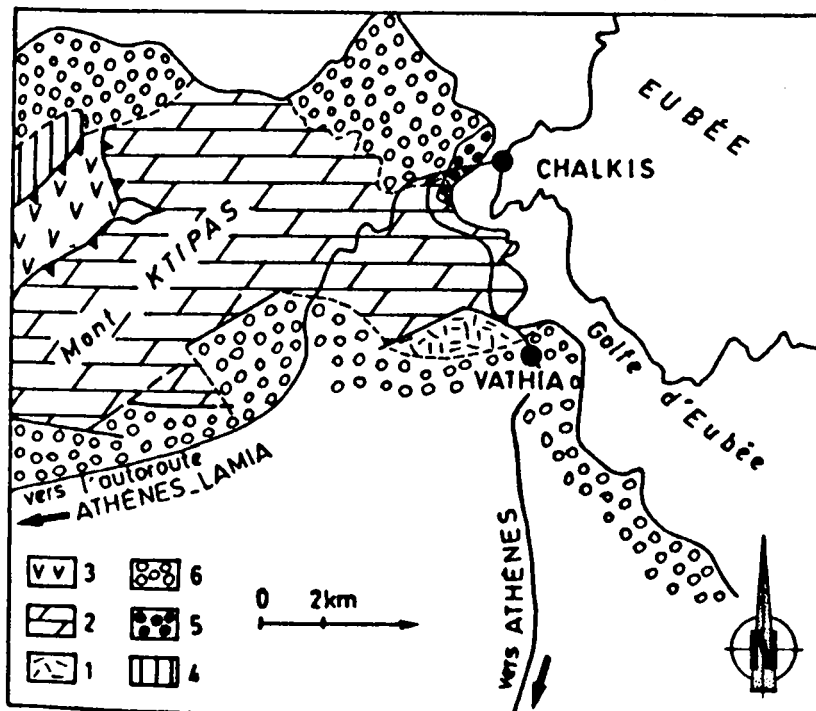 EUBÉE
CHALKIS
Mont KTIPAS
Golfe
d'Eubée
VATHIA
vers l'autoroute
ATHÈNES_LAMIA
vers ATHÈNES
3 6
2 5
1 4
0 2km
N